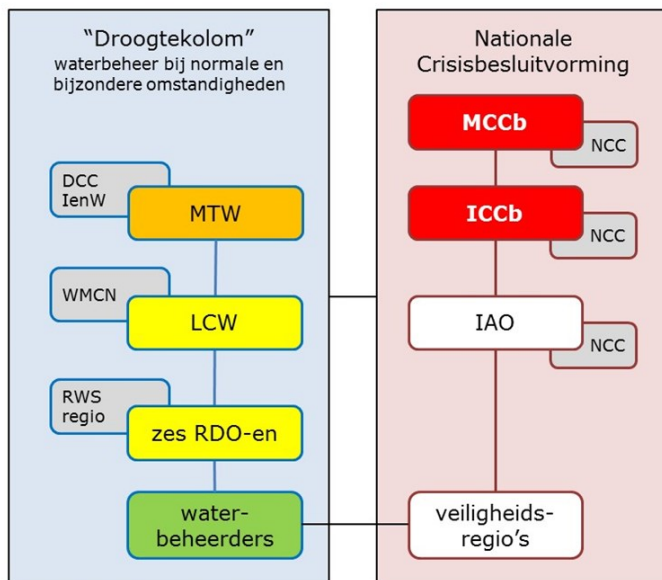 “Droogtekolom”
waterbeheer bij normale en
bijzondere omstandigheden
DCC
IenW
MTW
WMCN
LCW
RWS
regio
zes RDO-en
water-
beheerders
Nationale
Crisisbesluitvorming
MCCb
NCC
ICCb
NCC
IAO
NCC
veiligheids-
regio’s